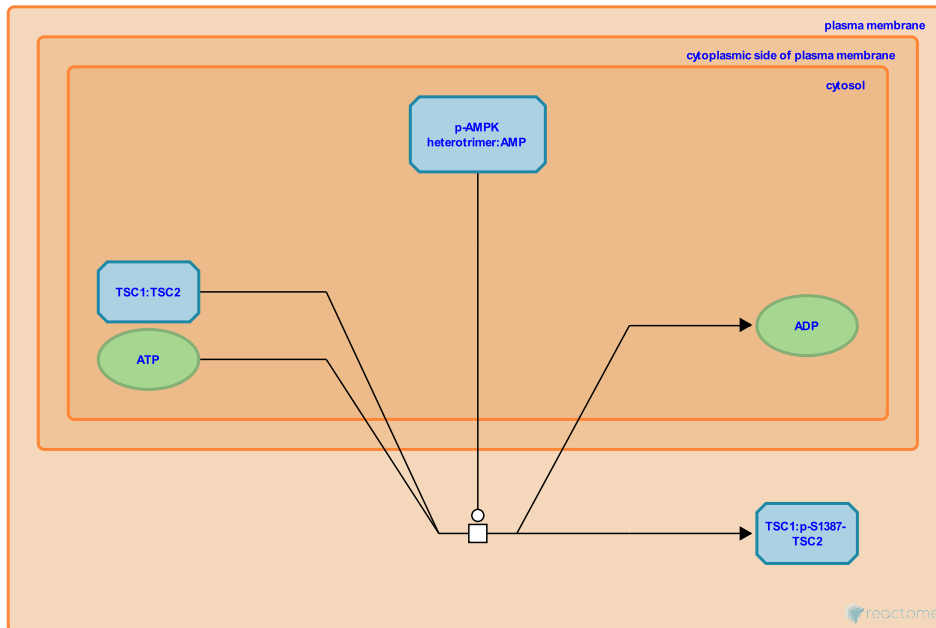 plasma membrane
cytoplasmic side of plasma membrane
cytosol
p-AMPK
heterotrimer:AMP
TSC1:TSC2
ATP
ADP
TSC1:p-S1387-
TSC2
reactome